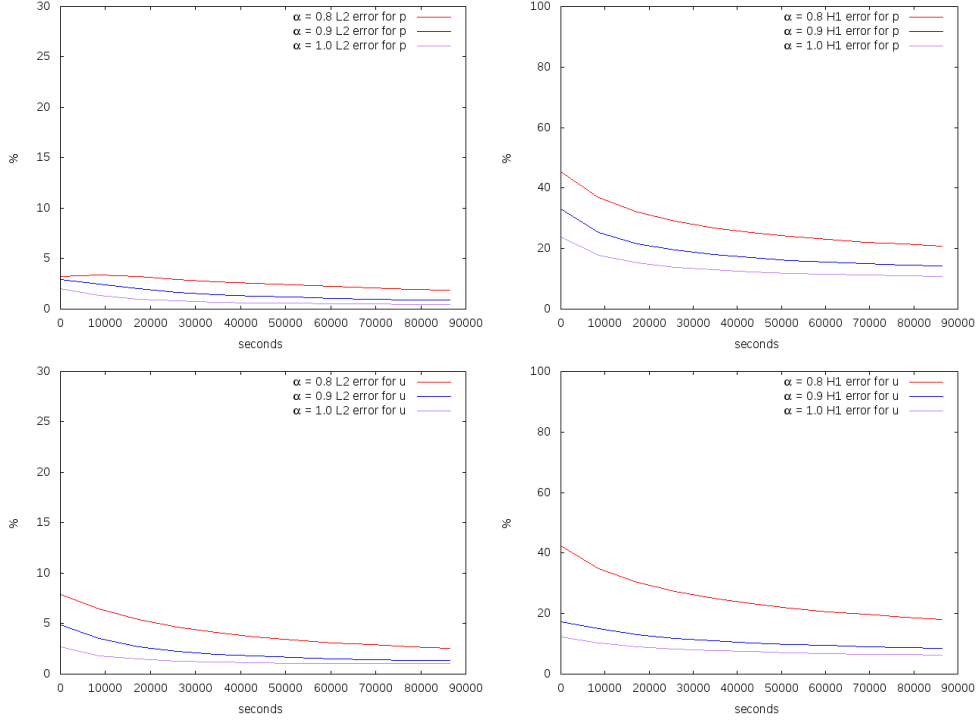 30
25
20
15
10
5
0
%
α = 0.8 L2 error for p
α = 0.9 L2 error for p
α = 1.0 L2 error for p
0 10000 20000 30000 40000 50000 60000 70000 80000 90000
seconds
100
80
60
40
20
0
%
α = 0.8 H1 error for p
α = 0.9 H1 error for p
α = 1.0 H1 error for p
0 10000 20000 30000 40000 50000 60000 70000 80000 90000
seconds
30
25
20
15
10
5
0
%
α = 0.8 L2 error for u
α = 0.9 L2 error for u
α = 1.0 L2 error for u
0 10000 20000 30000 40000 50000 60000 70000 80000 90000
seconds
100
80
60
40
20
0
%
α = 0.8 H1 error for u
α = 0.9 H1 error for u
α = 1.0 H1 error for u
0 10000 20000 30000 40000 50000 60000 70000 80000 90000
seconds